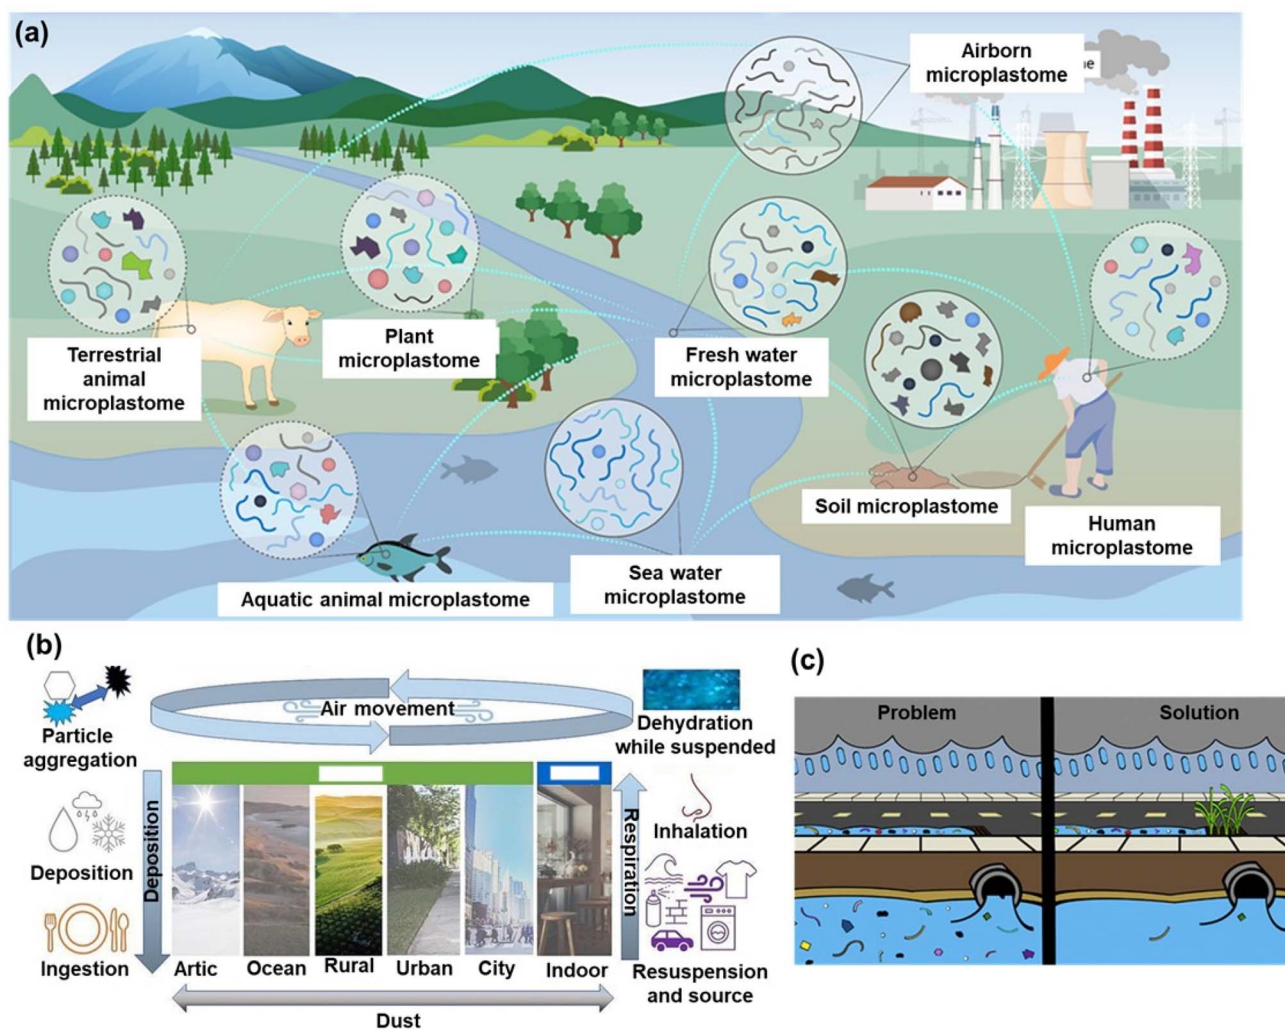 (a)
Airborn
microplastome
ne
Terrestrial
animal
microplastome
Plant
microplastome
Fresh water
microplastome
Soil microplastome
Human
microplastome
Aquatic animal microplastome
Sea water
microplastome
(b)
Particle
aggregation
Air movement
Dehydration
while suspended
Deposition
Deposition
Ingestion
Respiration
Inhalation
Resuspension
and source
Artic
Ocean
Rural
Urban
City
Indoor
Dust
(c)
Problem
Solution